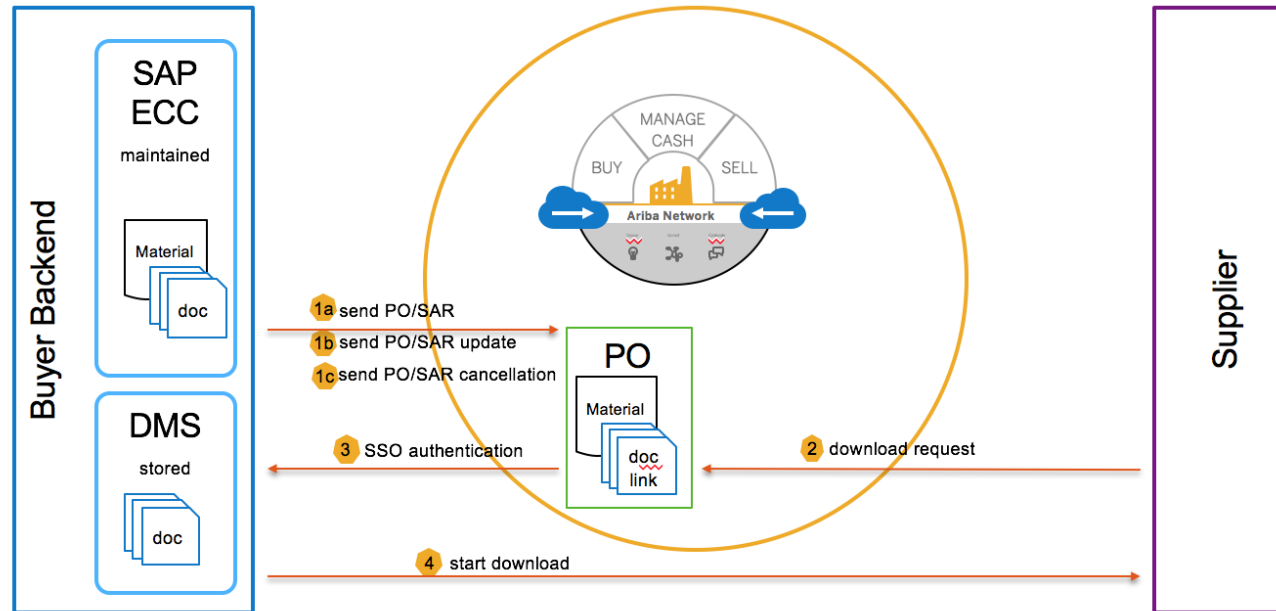 Buyer Backend
SAP
ECC
maintained
Material
doc
DMS
stored
doc
MANAGE
CASH
BUY
SELL
Ariba Network
1a send PO/SAR
1b send PO/SAR update
1c send PO/SAR cancellation
PO
Material
doc
link
3 SSO authentication
2 download request
4 start download
Supplier